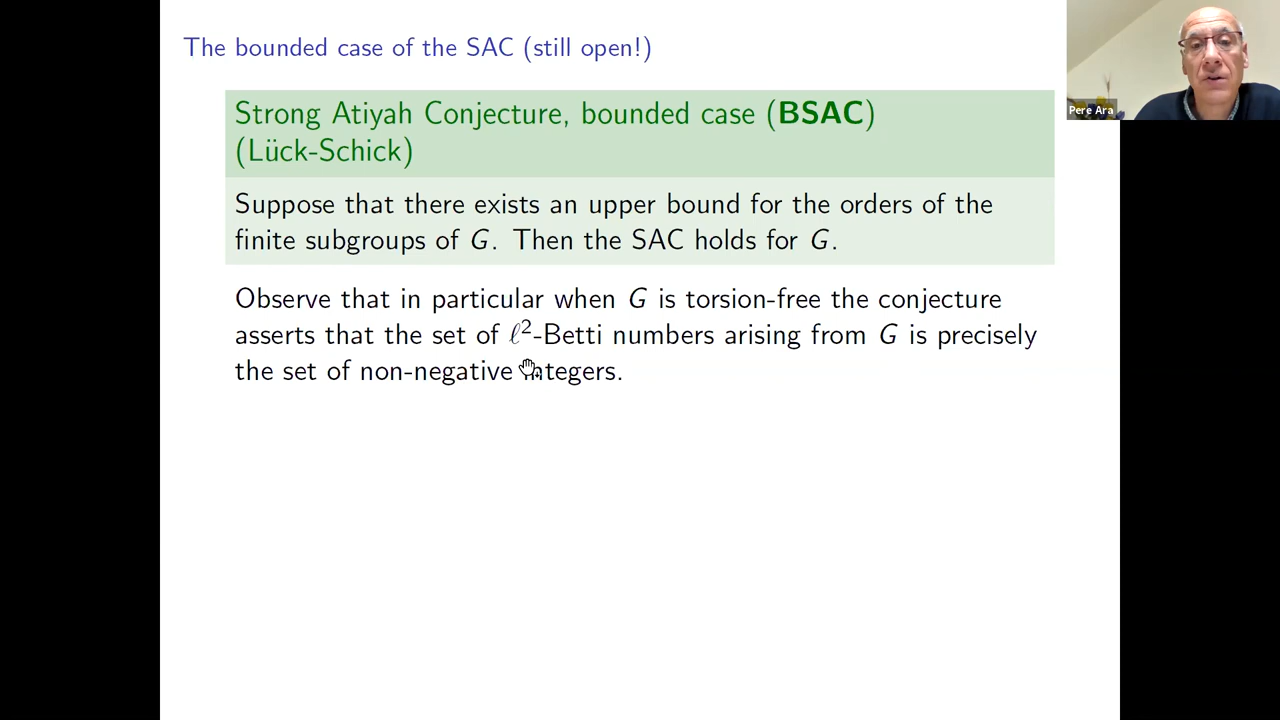 The bounded case of the SAC (still open!)
Strong Atiyah Conjecture, bounded case (BSAC)
(Lück-Schick)
Suppose that there exists an upper bound for the orders of the
finite subgroups of G. Then the SAC holds for G.
Observe that in particular when G is torsion-free the conjecture
asserts that the set of ℓ²-Betti numbers arising from G is precisely
the set of non-negative integers.
Pere Ara